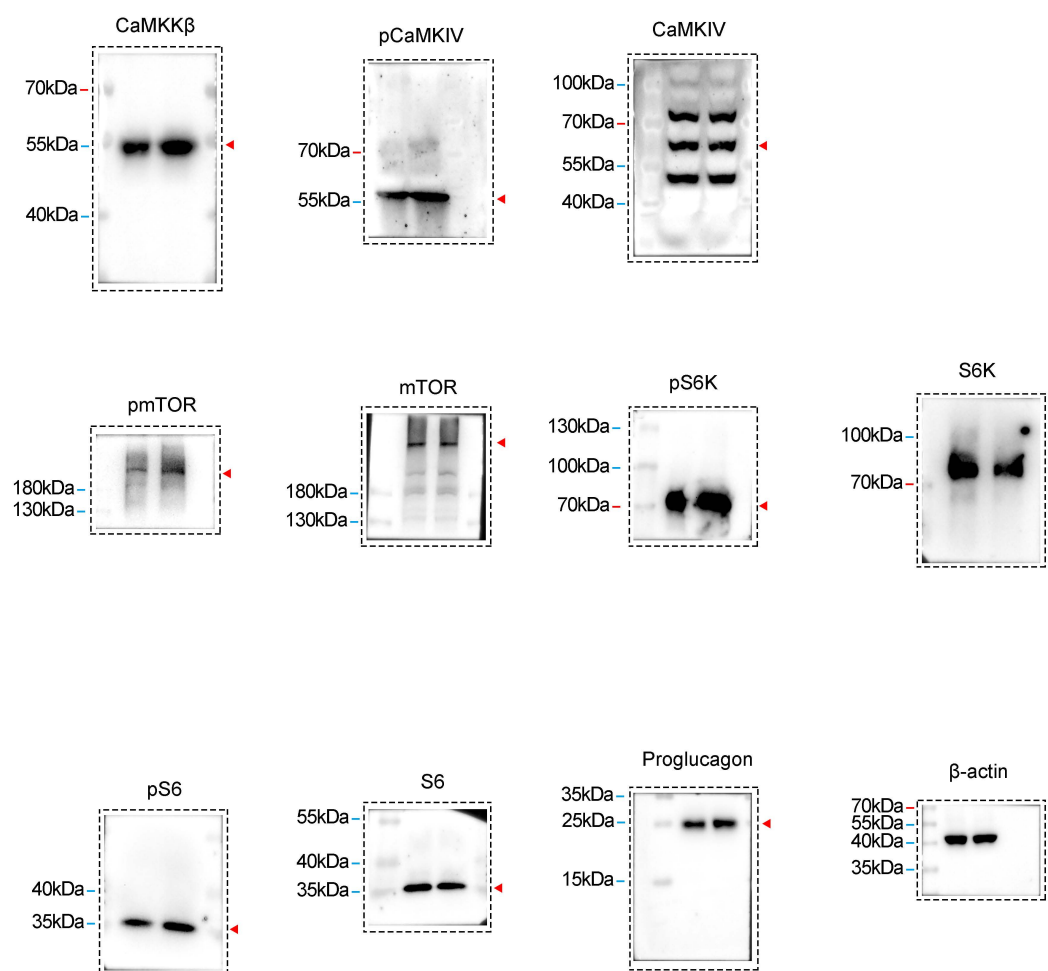 CaMKKβ
70kDa
55kDa
40kDa
pCaMKIV
70kDa
55kDa
CaMKIV
100kDa
70kDa
55kDa
40kDa
pmTOR
180kDa
130kDa
mTOR
180kDa
130kDa
pS6K
130kDa
100kDa
70kDa
S6K
100kDa
70kDa
pS6
40kDa
35kDa
S6
55kDa
40kDa
35kDa
Proglucagon
35kDa
25kDa
15kDa
β-actin
70kDa
55kDa
40kDa
35kDa